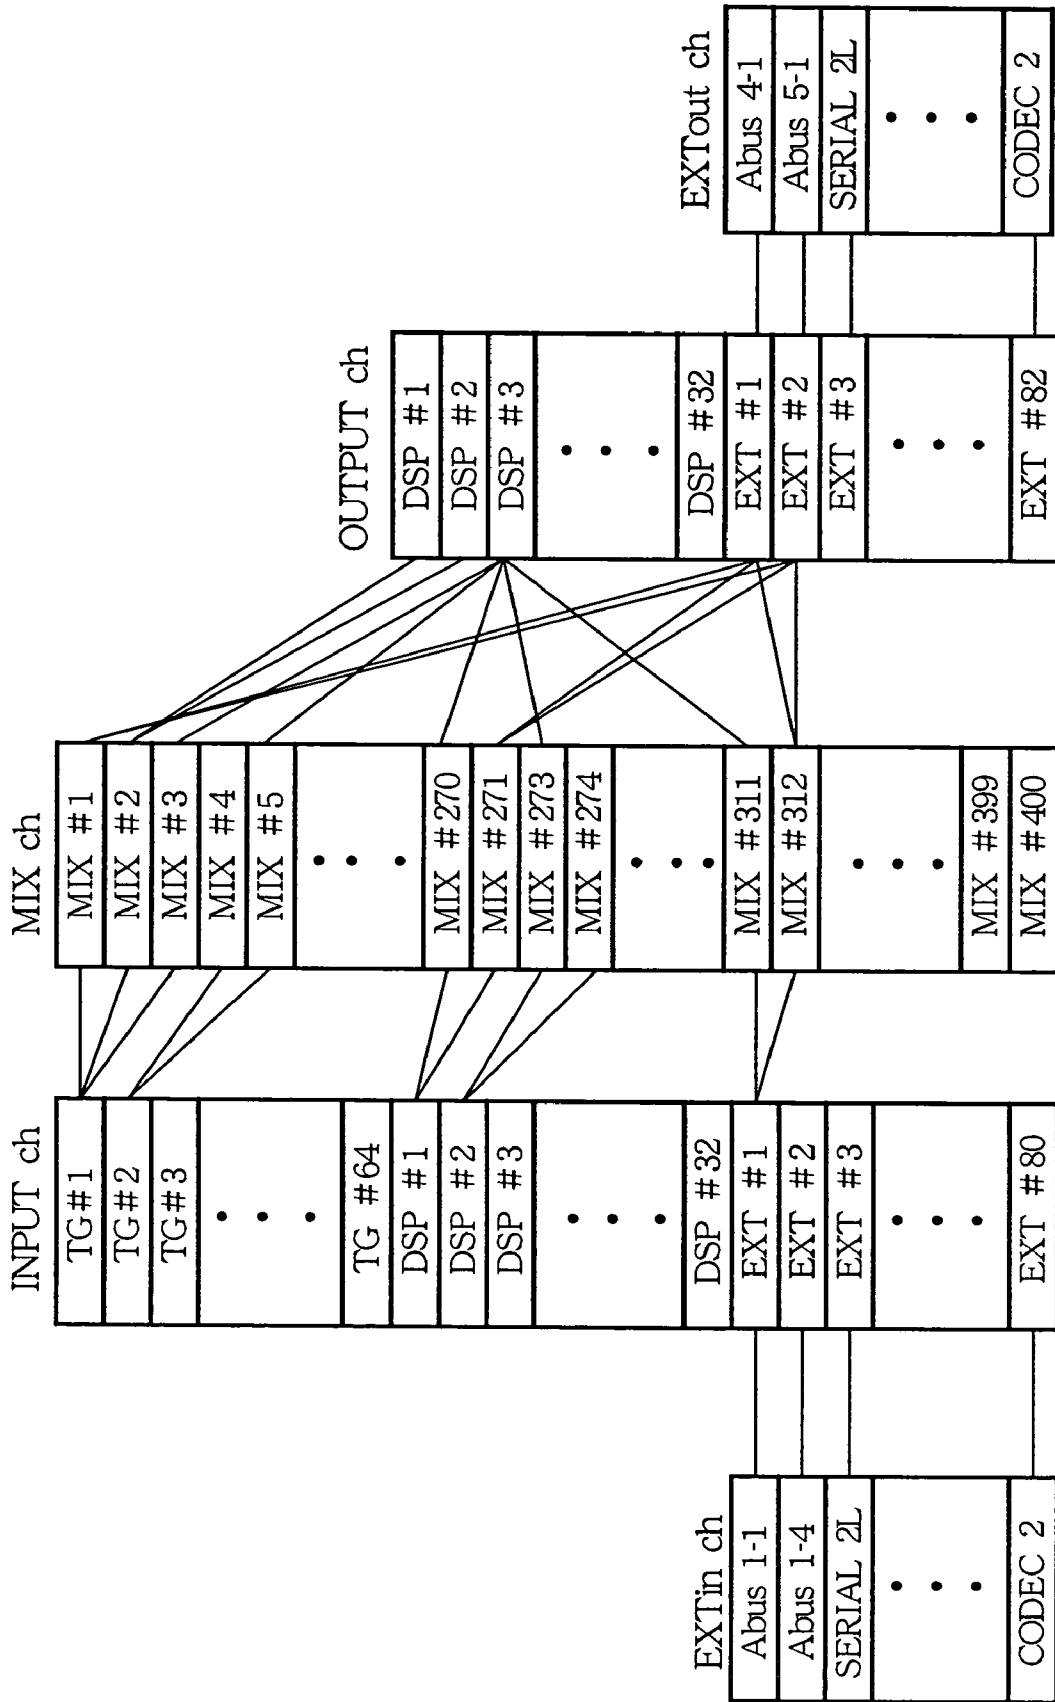 EXTin ch
Abus 1-1
Abus 1-4
SERIAL 2L
CODEC 2
INPUT ch
TG#1
TG#2
TG#3
TG #64
DSP #1
DSP #2
DSP #3
DSP #32
EXT #1
EXT #2
EXT #3
EXT #80
MIX ch
MIX #1
MIX #2
MIX #3
MIX #4
MIX #5
MIX #270
MIX #271
MIX #273
MIX #274
MIX #311
MIX #312
MIX #399
MIX #400
OUTPUT ch
DSP #1
DSP #2
DSP #3
DSP #32
EXT #1
EXT #2
EXT #3
EXT #82
EXTout ch
Abus 4-1
Abus 5-1
SERIAL 2L
CODEC 2